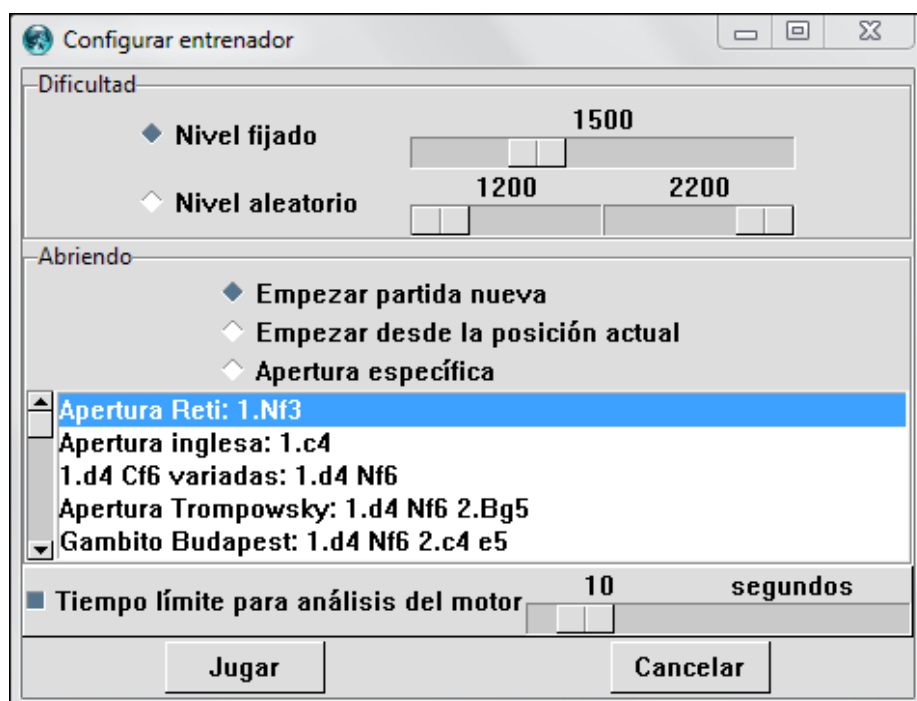 Configurar entrenador
Dificultad
Nivel fijado 1500
Nivel aleatorio 1200 2200
Abriendo
Empezar partida nueva
Empezar desde la posición actual
Apertura específica
Apertura Reti: 1.Nf3
Apertura inglesa: 1.c4
1.d4 Cf6 variadas: 1.d4 Nf6
Apertura Trompowsky: 1.d4 Nf6 2.Bg5
Gambito Budapest: 1.d4 Nf6 2.c4 e5
Tiempo límite para análisis del motor 10 segundos
Jugar Cancelar